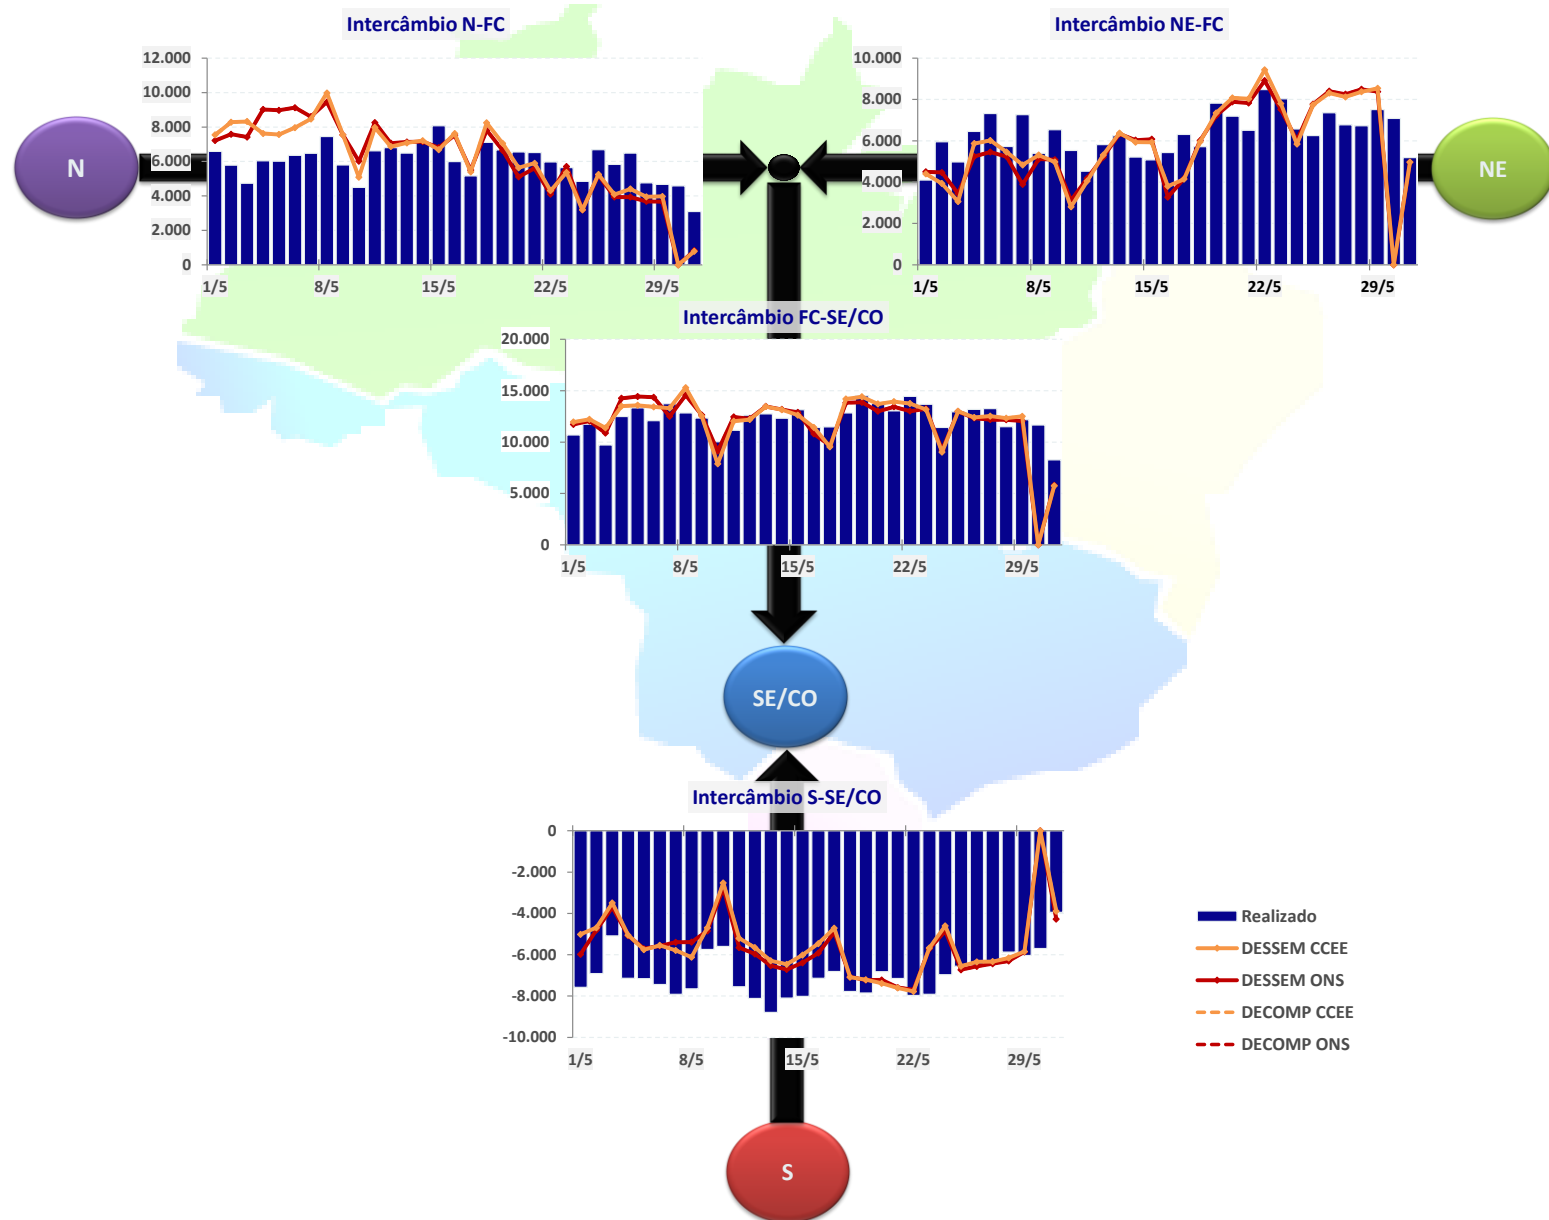 Intercâmbio N-FC
12.000
10.000
8.000
6.000
4.000
2.000
0
1/5 8/5 15/5 22/5 29/5
Intercâmbio NE-FC
10.000
8.000
6.000
4.000
2.000
0
1/5 8/5 15/5 22/5 29/5
N
NE
Intercâmbio FC-SE/CO
20.000
15.000
10.000
5.000
0
1/5 8/5 15/5 22/5 29/5
SE/CO
Intercâmbio S-SE/CO
0
-2.000
-4.000
-6.000
-8.000
-10.000
1/5 8/5 15/5 22/5 29/5
Realizado
DESSEM CCEE
DESSEM ONS
DECOMP CCEE
DECOMP ONS
S